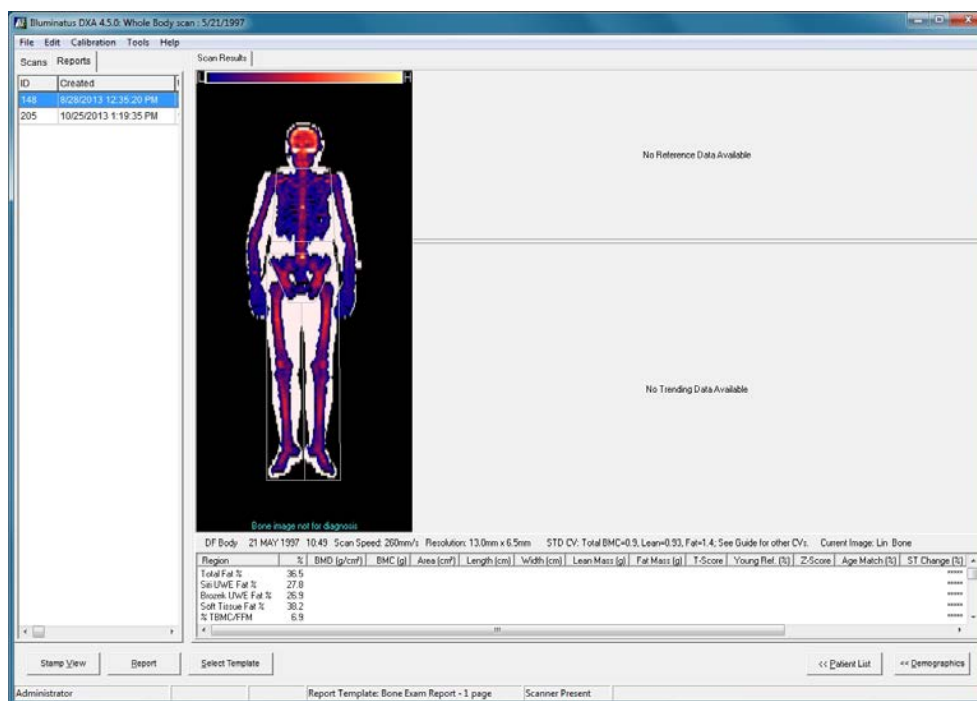 Illuminatus DXA 4.5.0: Whole Body scan : 5/21/1997
File Edit Calibration Tools Help
Scans Reports
Scan Results
ID Created
148 8/28/2013 12:35:20 PM
205 10/25/2013 1:19:35 PM
L H
No Reference Data Available
No Trending Data Available
Bone image not for diagnosis
DF Body 21 MAY 1997 10:49 Scan Speed: 260mm/s Resolution: 13.0mm x 6.5mm STD CV: Total BMC=0.9, Lean=0.93, Fat=1.4; See Guide for other CVs. Current Image: Lin Bone
Region % BMD (g/cm²) BMC (g) Area (cm²) Length (cm) Width (cm) Lean Mass (g) Fat Mass (g) T-Score Young Ref. (%) Z-Score Age Match (%) ST Change (%)
Total Fat % 36.5 *****
Siri UWE Fat % 27.8 *****
Brozek UWE Fat % 26.9 *****
Soft Tissue Fat % 38.2 *****
% TBMC/FFM 6.9 *****
Stamp View Report Select Template << Patient List << Demographics
Administrator Report Template: Bone Exam Report - 1 page Scanner Present